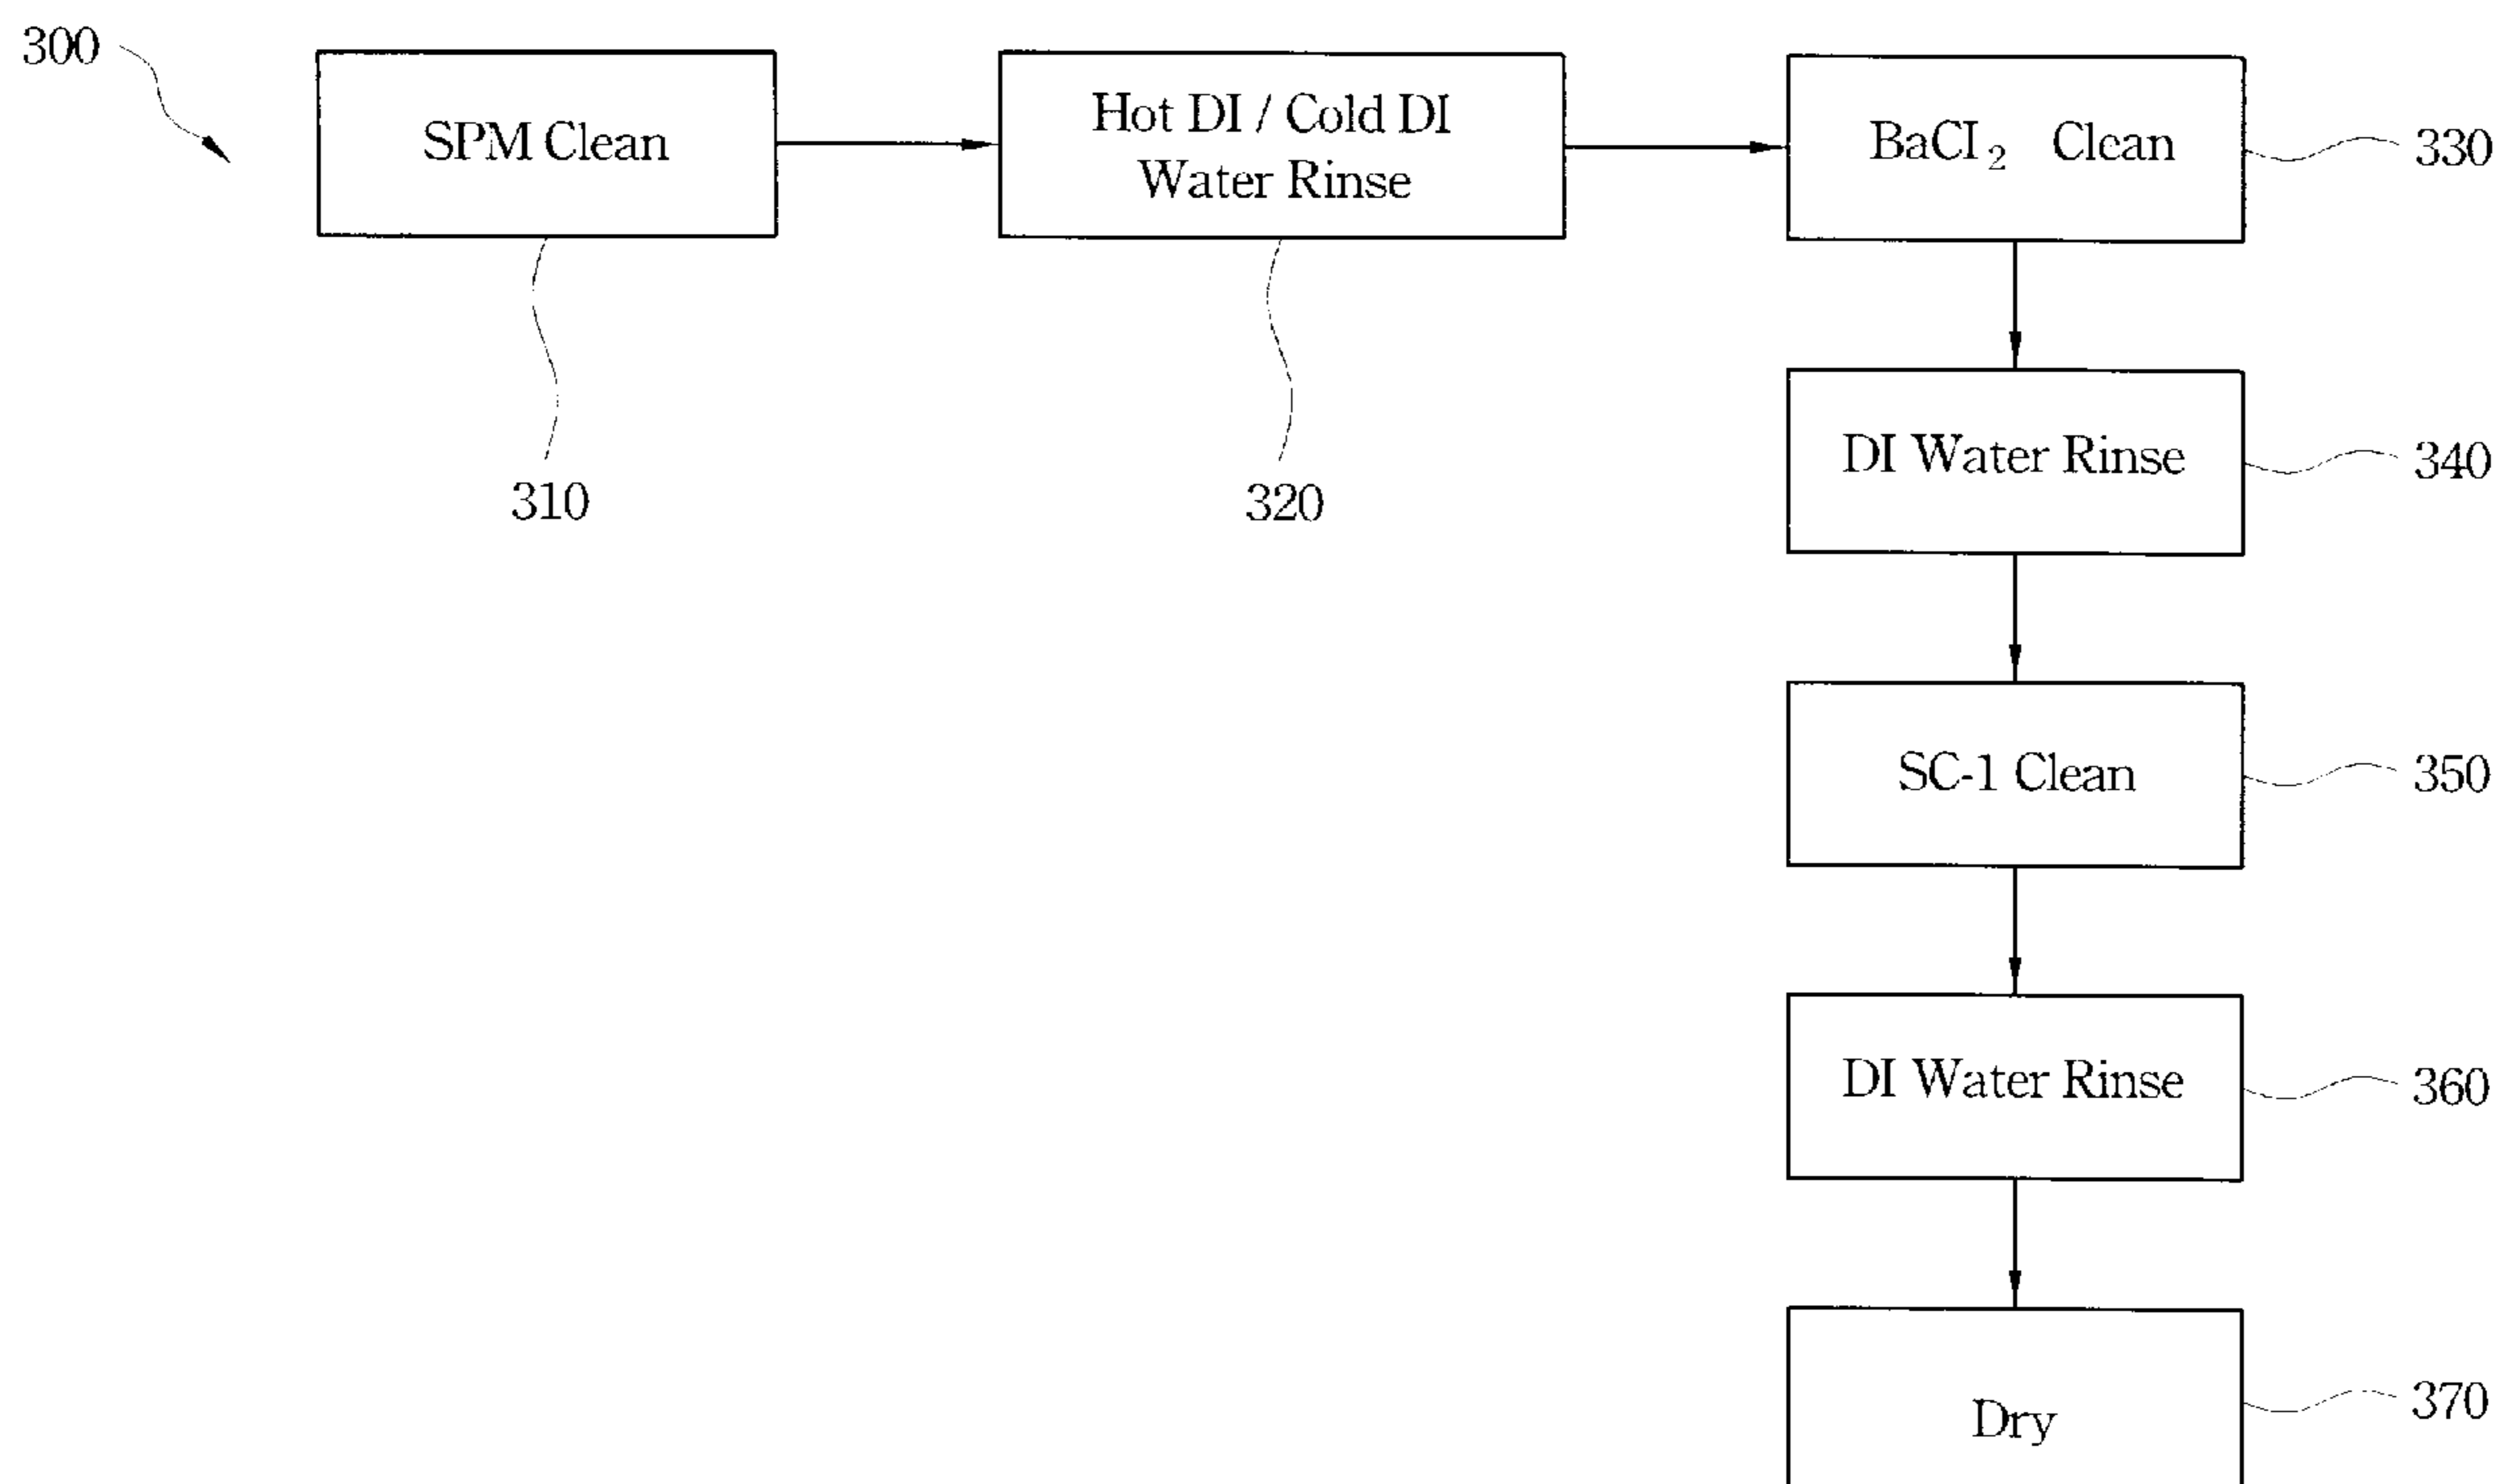 300
SPM Clean
Hot DI / Cold DI
Water Rinse
BaCI₂ Clean
330
310
320
DI Water Rinse
340
SC-1 Clean
350
DI Water Rinse
360
Dry
370